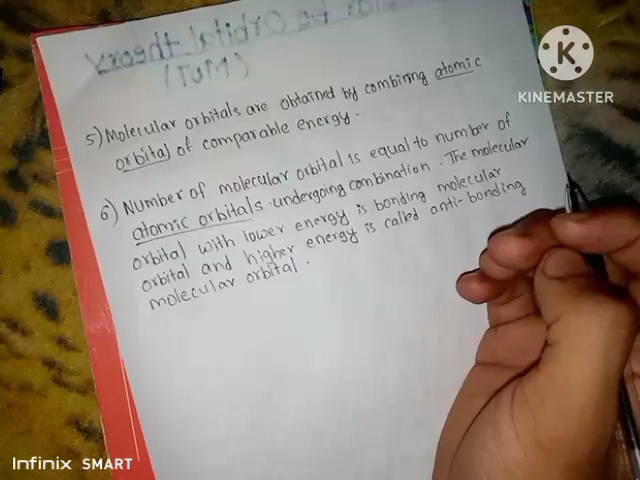 5) Molecular orbitals are obtained by combining atomic
orbital of comparable energy.
6) Number of molecular orbital is equal to number of
atomic orbitals undergoing combination. The molecular
orbital with lower energy is bonding molecular
orbital and higher energy is called anti-bonding
molecular orbital.
KINEMASTER
Infinix SMART